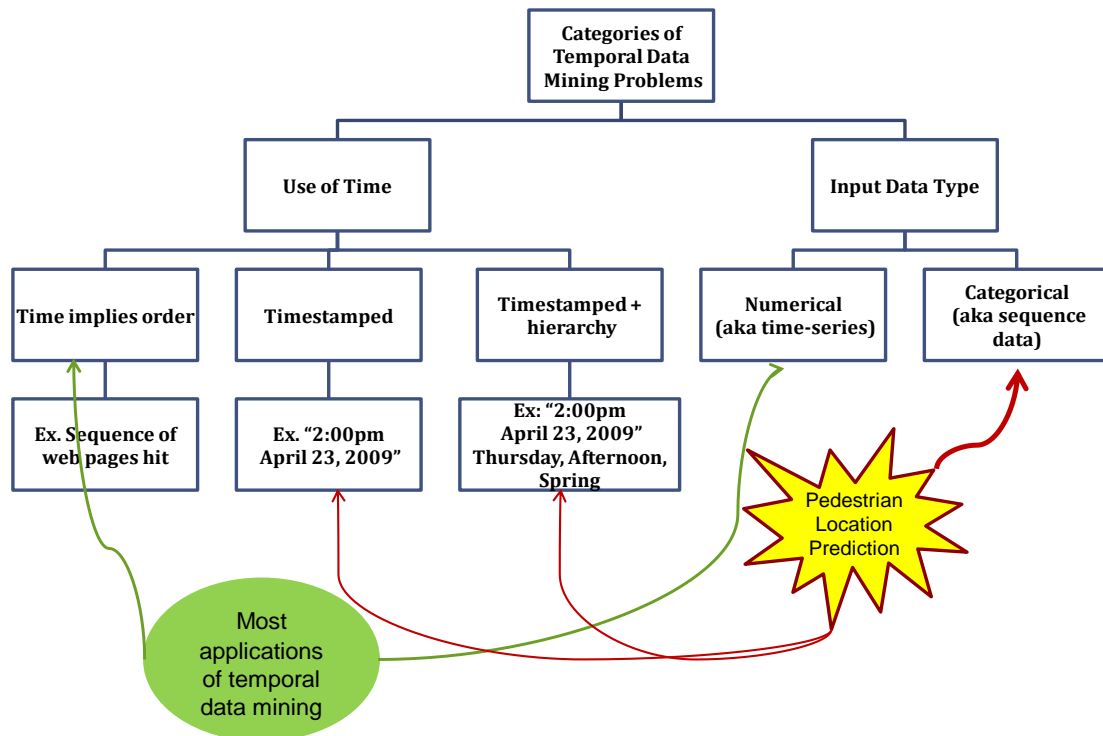 Categories of
Temporal Data
Mining Problems
Use of Time
Input Data Type
Time implies order
Timestamped
Timestamped +
hierarchy
Numerical
(aka time-series)
Categorical
(aka sequence
data)
Ex. Sequence of
web pages hit
Ex. “2:00pm
April 23, 2009”
Ex: “2:00pm
April 23, 2009”
Thursday, Afternoon,
Spring
Pedestrian
Location
Prediction
Most
applications
of temporal
data mining